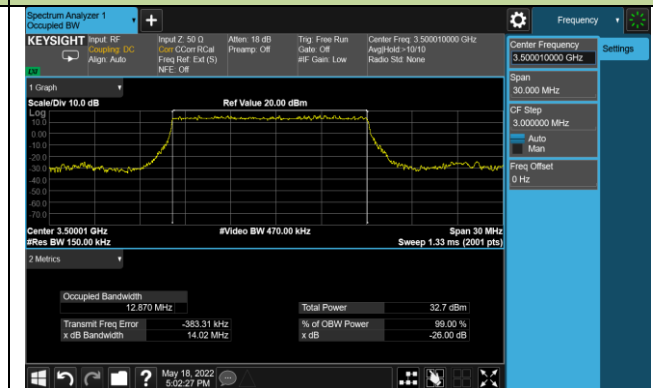 Spectrum Analyzer 1
Occupied BW
+
Frequency
KEYSIGHT Input: RF
Coupling: DC
Align: Auto
Input Z: 50 Ω
Corr CCorr RCal
Freq Ref: Ext (S)
NFE: Off
Atten: 18 dB
Preamp: Off
Trig: Free Run
Gate: Off
#IF Gain: Low
Center Freq: 3.500010000 GHz
Avg|Hold:>10/10
Radio Std: None
LW
Center Frequency
3.500010000 GHz
Settings
Span
30.000 MHz
CF Step
3.000000 MHz
Auto
Man
Freq Offset
0 Hz
1 Graph
Scale/Div 10.0 dB
Ref Value 20.00 dBm
Log
10.0
0.00
-10.0
-20.0
-30.0
-40.0
-50.0
-60.0
-70.0
Center 3.50001 GHz
#Video BW 470.00 kHz
Span 30 MHz
#Res BW 150.00 kHz
Sweep 1.33 ms (2001 pts)
2 Metrics
Occupied Bandwidth
12.870 MHz
Total Power 32.7 dBm
Transmit Freq Error -383.31 kHz
% of OBW Power 99.00 %
x dB Bandwidth 14.02 MHz
x dB -26.00 dB
?
May 18, 2022
5:02:27 PM